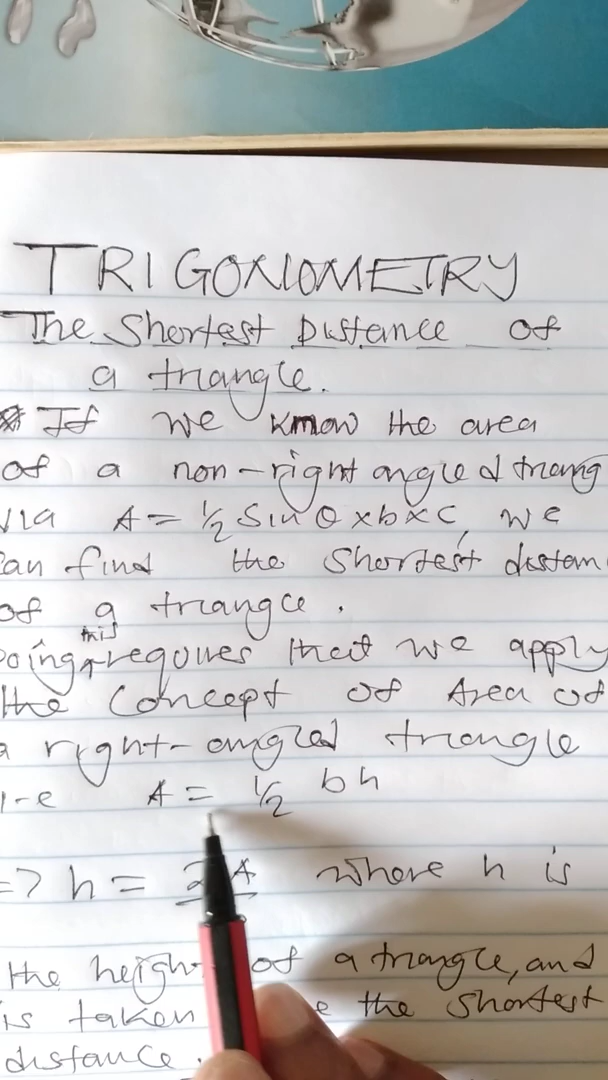 TRIGONOMETRY
The Shortest Distance of
a triangle.
If we know the area
of a non-right angled triang
via A = 1/2 Sin θ x b x c, we
can find the shortest distan
of a triangle.
Doing this requires that we apply
the concept of Area of
a right-angled triangle
i-e A = 1/2 bh
=> h = 2A where h is
the heigh of a triangle, and
is taken the shortest
distance.